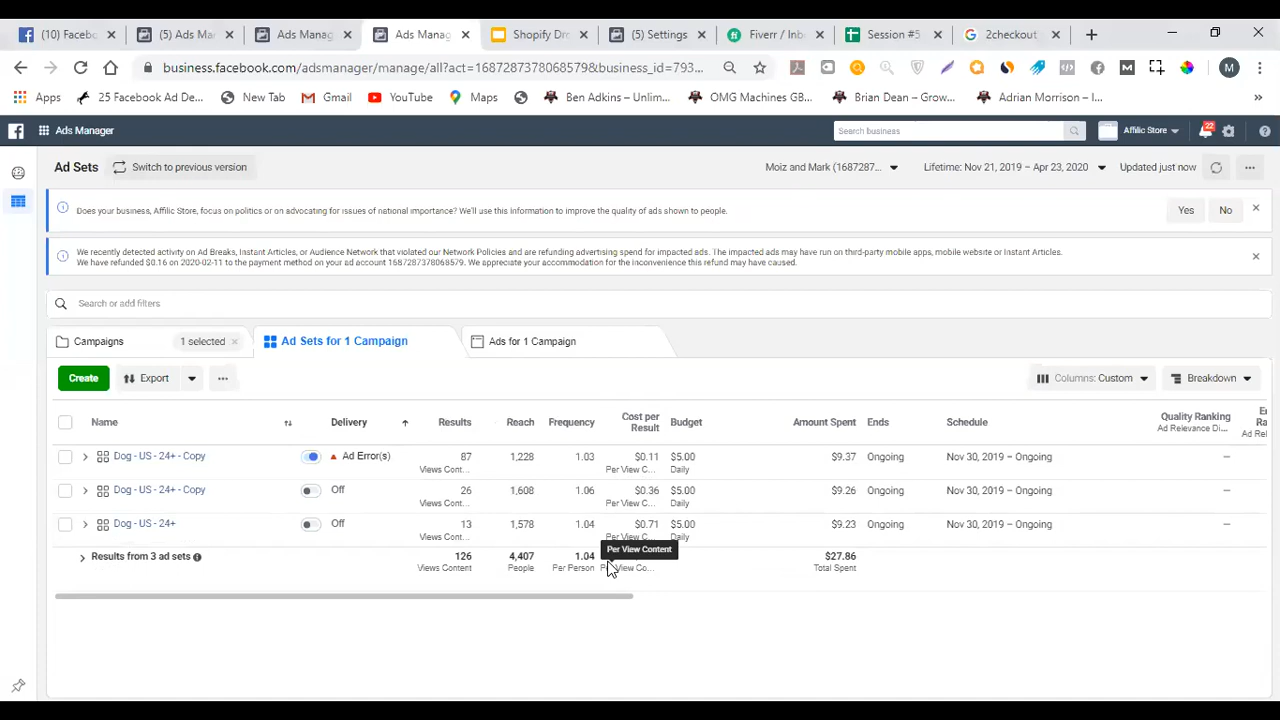 (10) Facebo
(5) Ads Ma
Ads Manag
Ads Manag
Shopify Dr
(5) Settings
Fiverr / Inb
Session #5
2checkout
business.facebook.com/adsmanager/manage/all?act=1687287378068579&business_id=793...
M
Apps
25 Facebook Ad De...
New Tab
Gmail
YouTube
Maps
Ben Adkins – Unlim...
OMG Machines GB...
Brian Dean – Grow...
Adrian Morrison – I...
»
Ads Manager
Search business
Affilic Store
22
Ad Sets
Switch to previous version
Moiz and Mark (1687287...
Lifetime: Nov 21, 2019 – Apr 23, 2020
Updated just now
Does your business, Affilic Store, focus on politics or on advocating for issues of national importance? We'll use this information to improve the quality of ads shown to people.
Yes
No
We recently detected activity on Ad Breaks, Instant Articles, or Audience Network that violated our Network Policies and are refunding advertising spend for impacted ads. The impacted ads may have run on third-party mobile apps, mobile website or Instant Articles.
We have refunded $0.16 on 2020-02-11 to the payment method on your ad account 1687287378068579. We appreciate your accommodation for the inconvenience this refund may have caused.
Search or add filters
Campaigns
1 selected
Ad Sets for 1 Campaign
Ads for 1 Campaign
Create
Export
Columns: Custom
Breakdown
Name
Delivery
Results
Reach
Frequency
Cost per
Result
Budget
Amount Spent
Ends
Schedule
Quality Ranking
Ad Relevance Di...
Ra
Ad Rel
Dog - US - 24+ - Copy
Ad Error(s)
87
Views Cont...
1,228
1.03
$0.11
Per View C...
$5.00
Daily
$9.37
Ongoing
Nov 30, 2019 – Ongoing
—
Dog - US - 24+ - Copy
Off
26
Views Cont...
1,608
1.06
$0.36
Per View C...
$5.00
Daily
$9.26
Ongoing
Nov 30, 2019 – Ongoing
—
Dog - US - 24+
Off
13
Views Cont...
1,578
1.04
$0.71
Per View C...
$5.00
Daily
$9.23
Ongoing
Nov 30, 2019 – Ongoing
—
Per View Content
Results from 3 ad sets
126
Views Content
4,407
People
1.04
Per Person
View Co...
$27.86
Total Spent